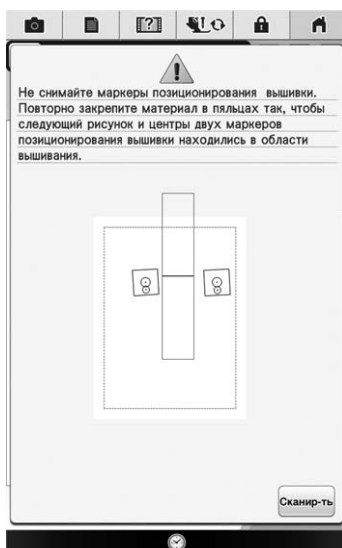 Не снимайте маркеры позиционирования вышивки.
Повторно закрепите материал в пяльцах так, чтобы
следующий рисунок и центры двух маркеров
позиционирования вышивки находились в области
вышивания.
Сканир-ть